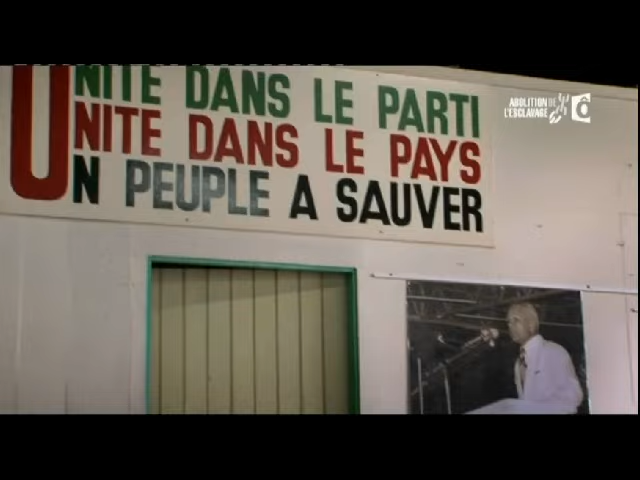 UNITE DANS LE PARTI
UNITE DANS LE PAYS
UN PEUPLE A SAUVER
ABOLITION DE
L'ESCLAVAGE
Ô